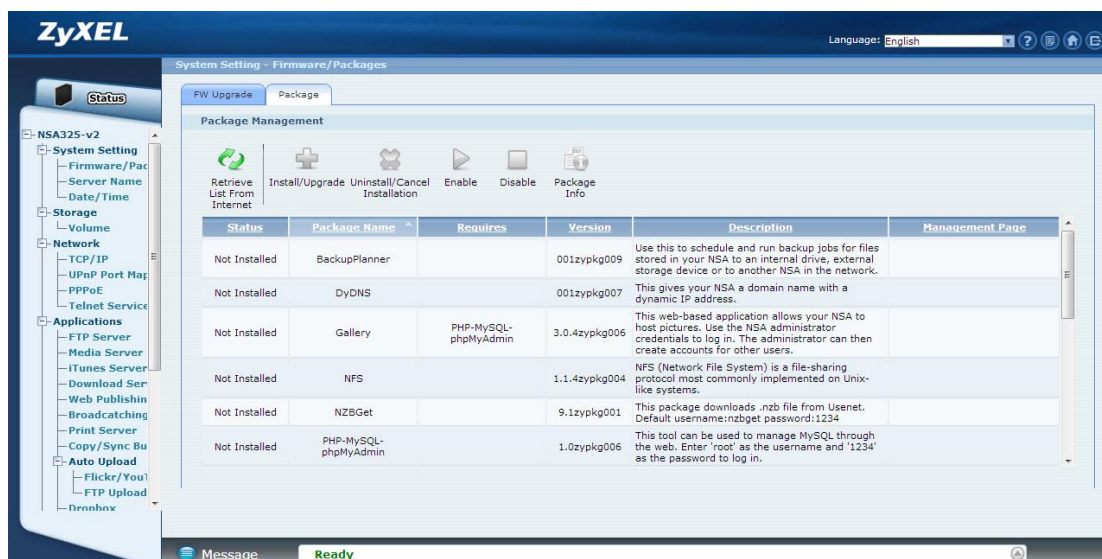 ZyXEL
Language: English
Status
System Setting - Firmware/Packages
FW Upgrade
Package
Package Management
Retrieve List From Internet
Install/Upgrade
Uninstall/Cancel Installation
Enable
Disable
Package Info
NSA325-v2
System Setting
Firmware/Pac
Server Name
Date/Time
Storage
Volume
Network
TCP/IP
UPnP Port Map
PPPoE
Telnet Service
Applications
FTP Server
Media Server
iTunes Server
Download Ser
Web Publishin
Broadcatching
Print Server
Copy/Sync Bu
Auto Upload
Flickr/YouT
FTP Upload
Dropbox
Status Package Name Requires Version Description Management Page
Not Installed BackupPlanner 001zypkg009 Use this to schedule and run backup jobs for files
stored in your NSA to an internal drive, external
storage device or to another NSA in the network.
Not Installed DyDNS 001zypkg007 This gives your NSA a domain name with a
dynamic IP address.
Not Installed Gallery PHP-MySQL-phpMyAdmin 3.0.4zypkg006 This web-based application allows your NSA to
host pictures. Use the NSA administrator
credentials to log in. The administrator can then
create accounts for other users.
Not Installed NFS 1.1.4zypkg004 NFS (Network File System) is a file-sharing
protocol most commonly implemented on Unix-
like systems.
Not Installed NZBGet 9.1zypkg001 This package downloads .nzb file from Usenet.
Default username:nzbget password:1234
Not Installed PHP-MySQL-phpMyAdmin 1.0zypkg006 This tool can be used to manage MySQL through
the web. Enter 'root' as the username and '1234'
as the password to log in.
Message
Ready